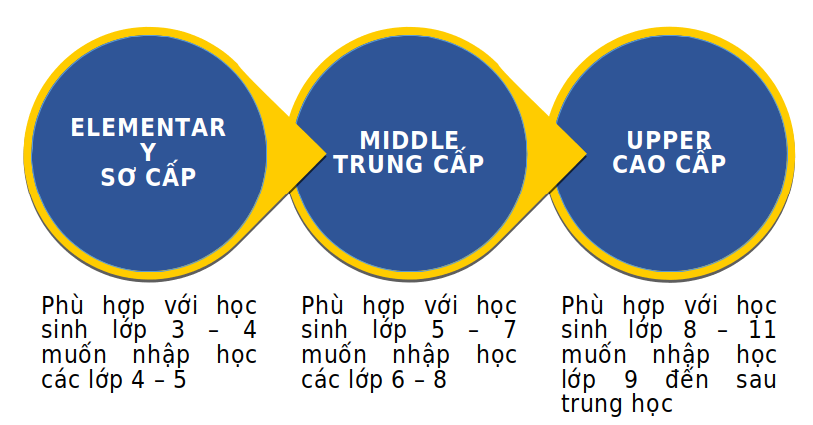 ELEMENTAR
Y
SƠ CẤP
MIDDLE
TRUNG CẤP
UPPER
CAO CẤP
Phù hợp với học
sinh lớp 3 – 4
muốn nhập học
các lớp 4 – 5
Phù hợp với học
sinh lớp 5 – 7
muốn nhập học
các lớp 6 – 8
Phù hợp với học
sinh lớp 8 – 11
muốn nhập học
lớp 9 đến sau
trung học